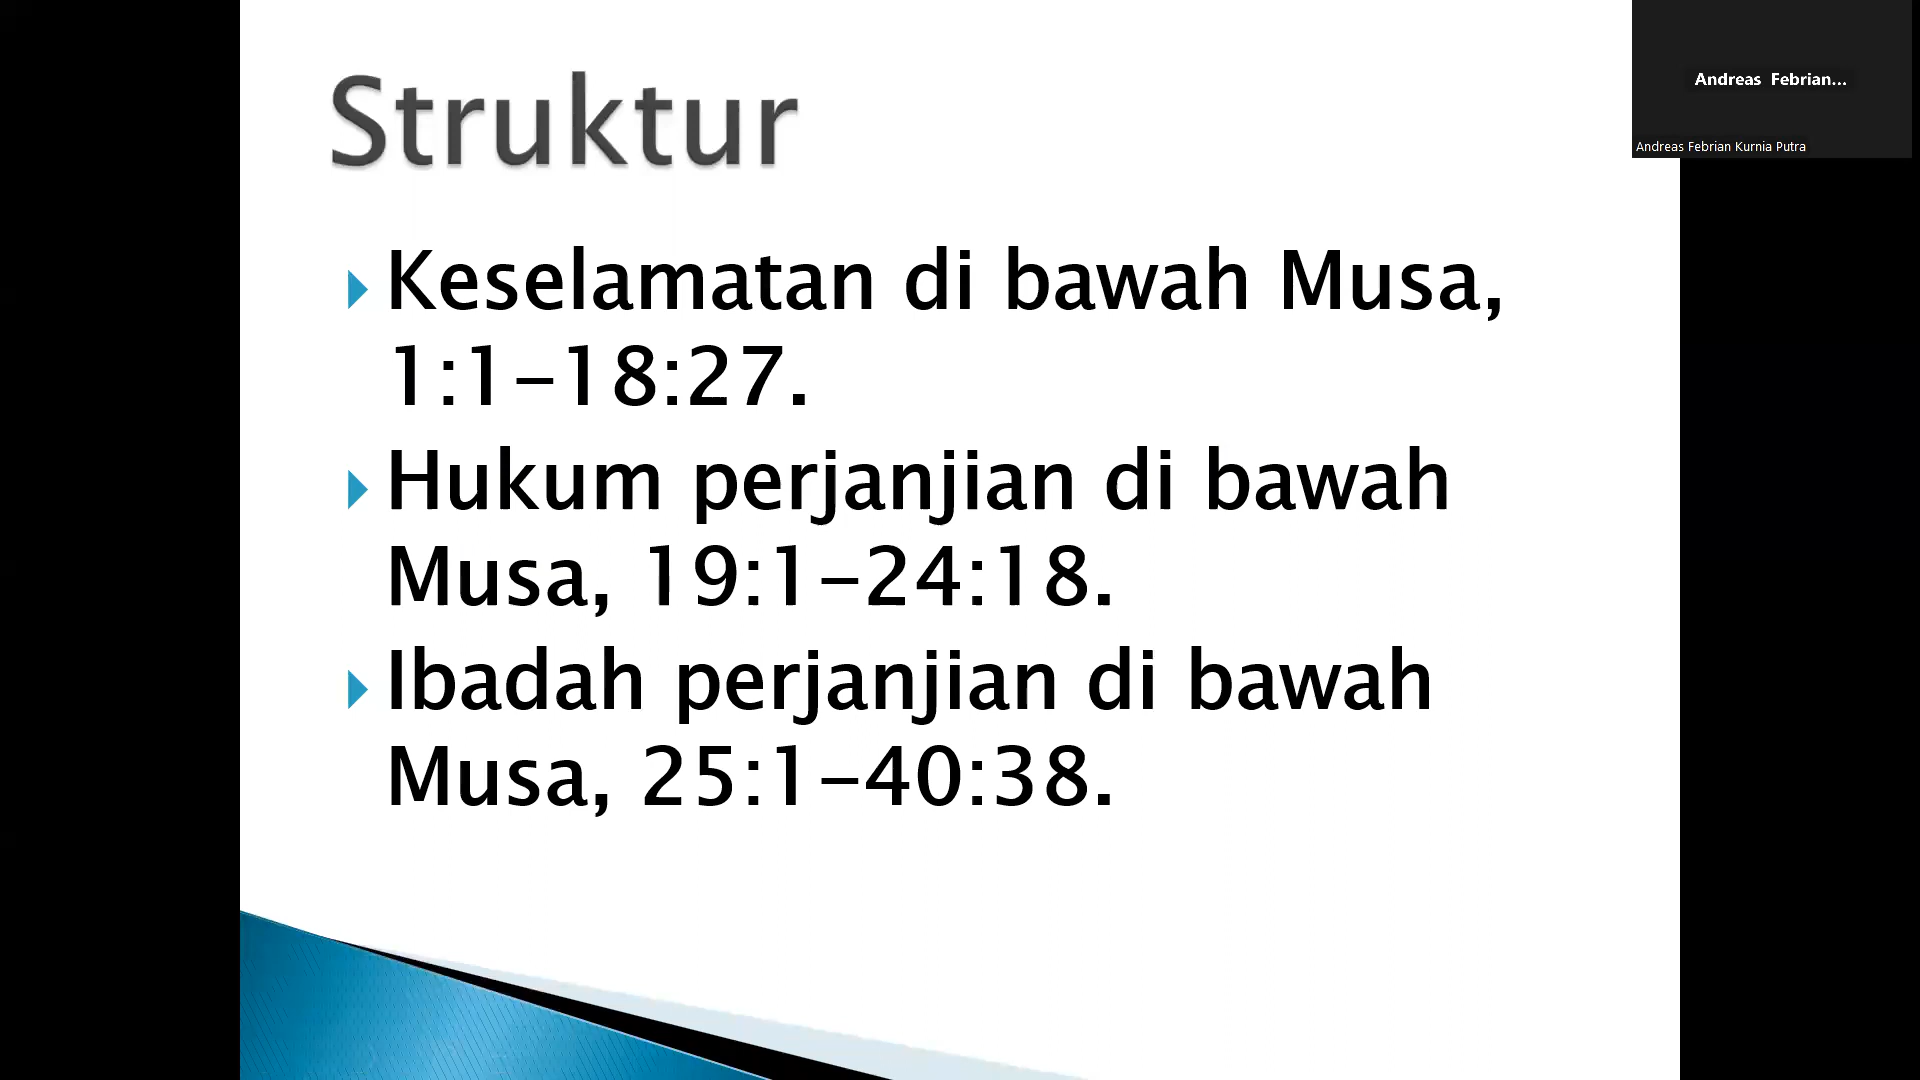 Struktur
Keselamatan di bawah Musa,
1:1-18:27.
Hukum perjanjian di bawah
Musa, 19:1-24:18.
Ibadah perjanjian di bawah
Musa, 25:1-40:38.
Andreas Febrian...
Andreas Febrian Kurnia Putra